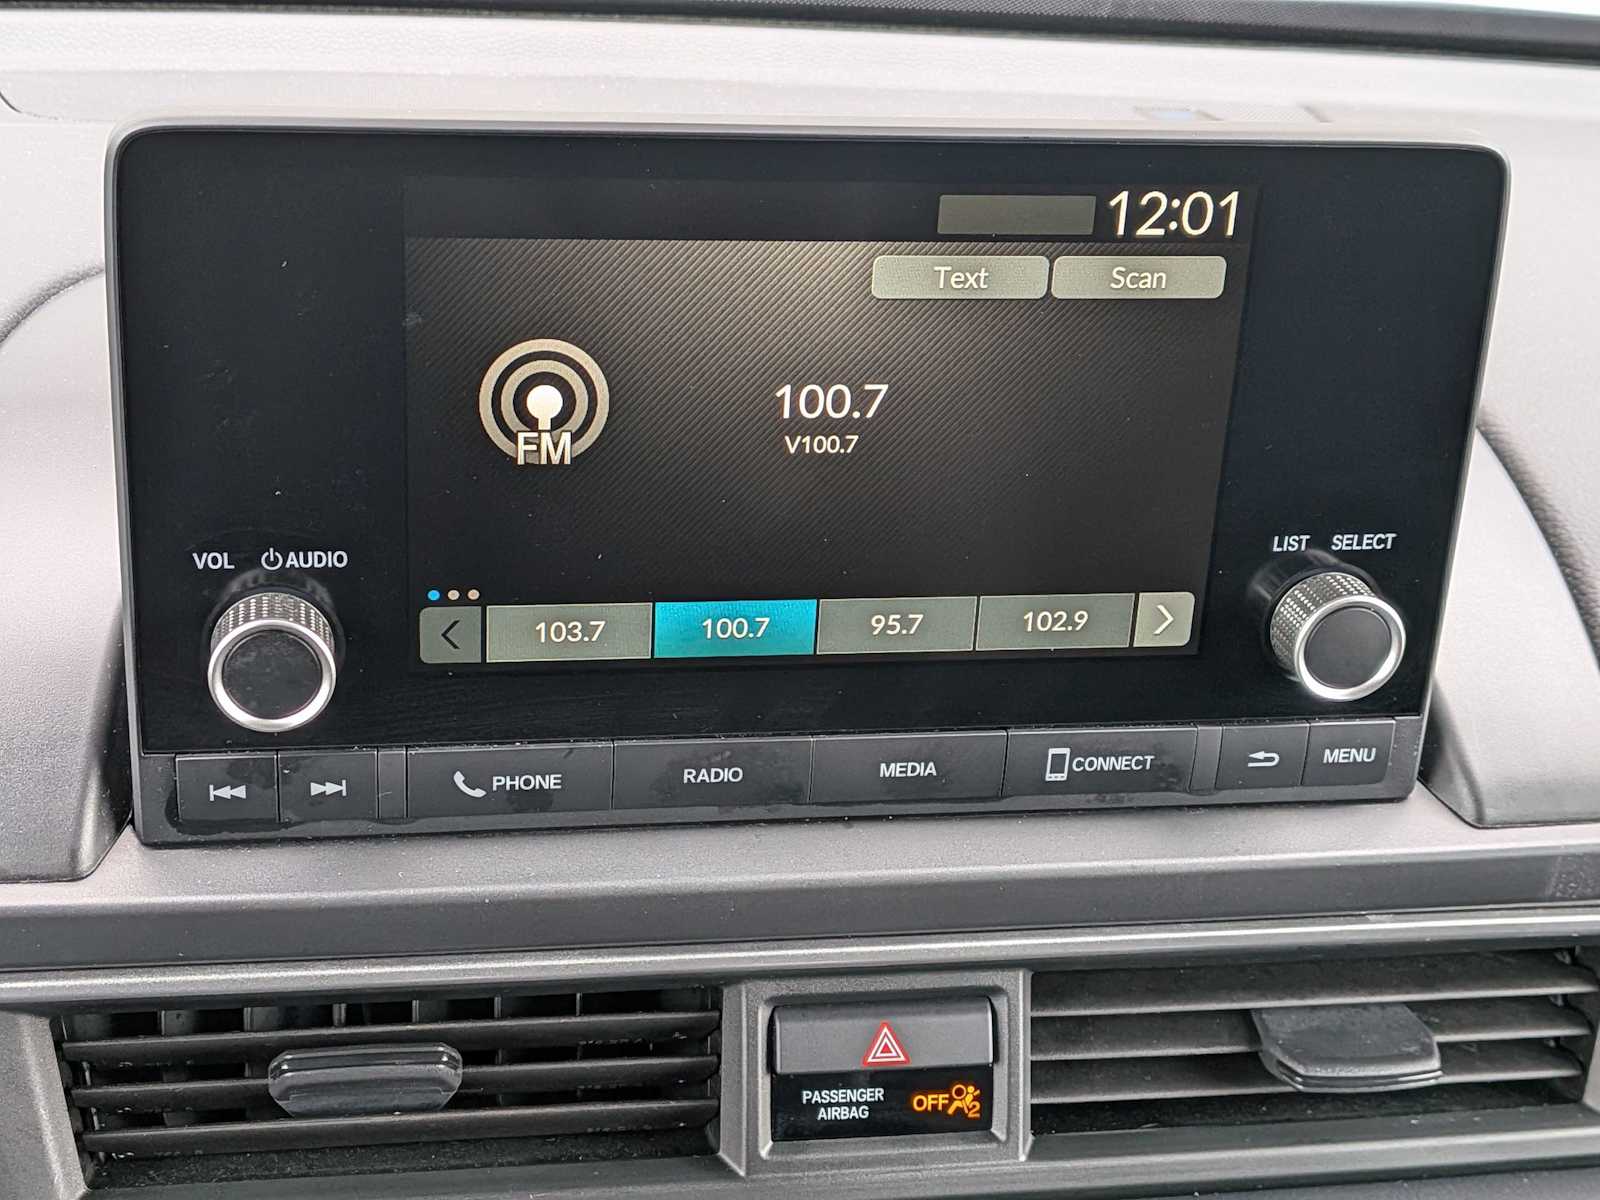 12:01
Text Scan
FM
100.7
V100.7
VOL AUDIO
LIST SELECT
103.7 100.7 95.7 102.9
PHONE RADIO MEDIA CONNECT MENU
PASSENGER
AIRBAG
OFF 2